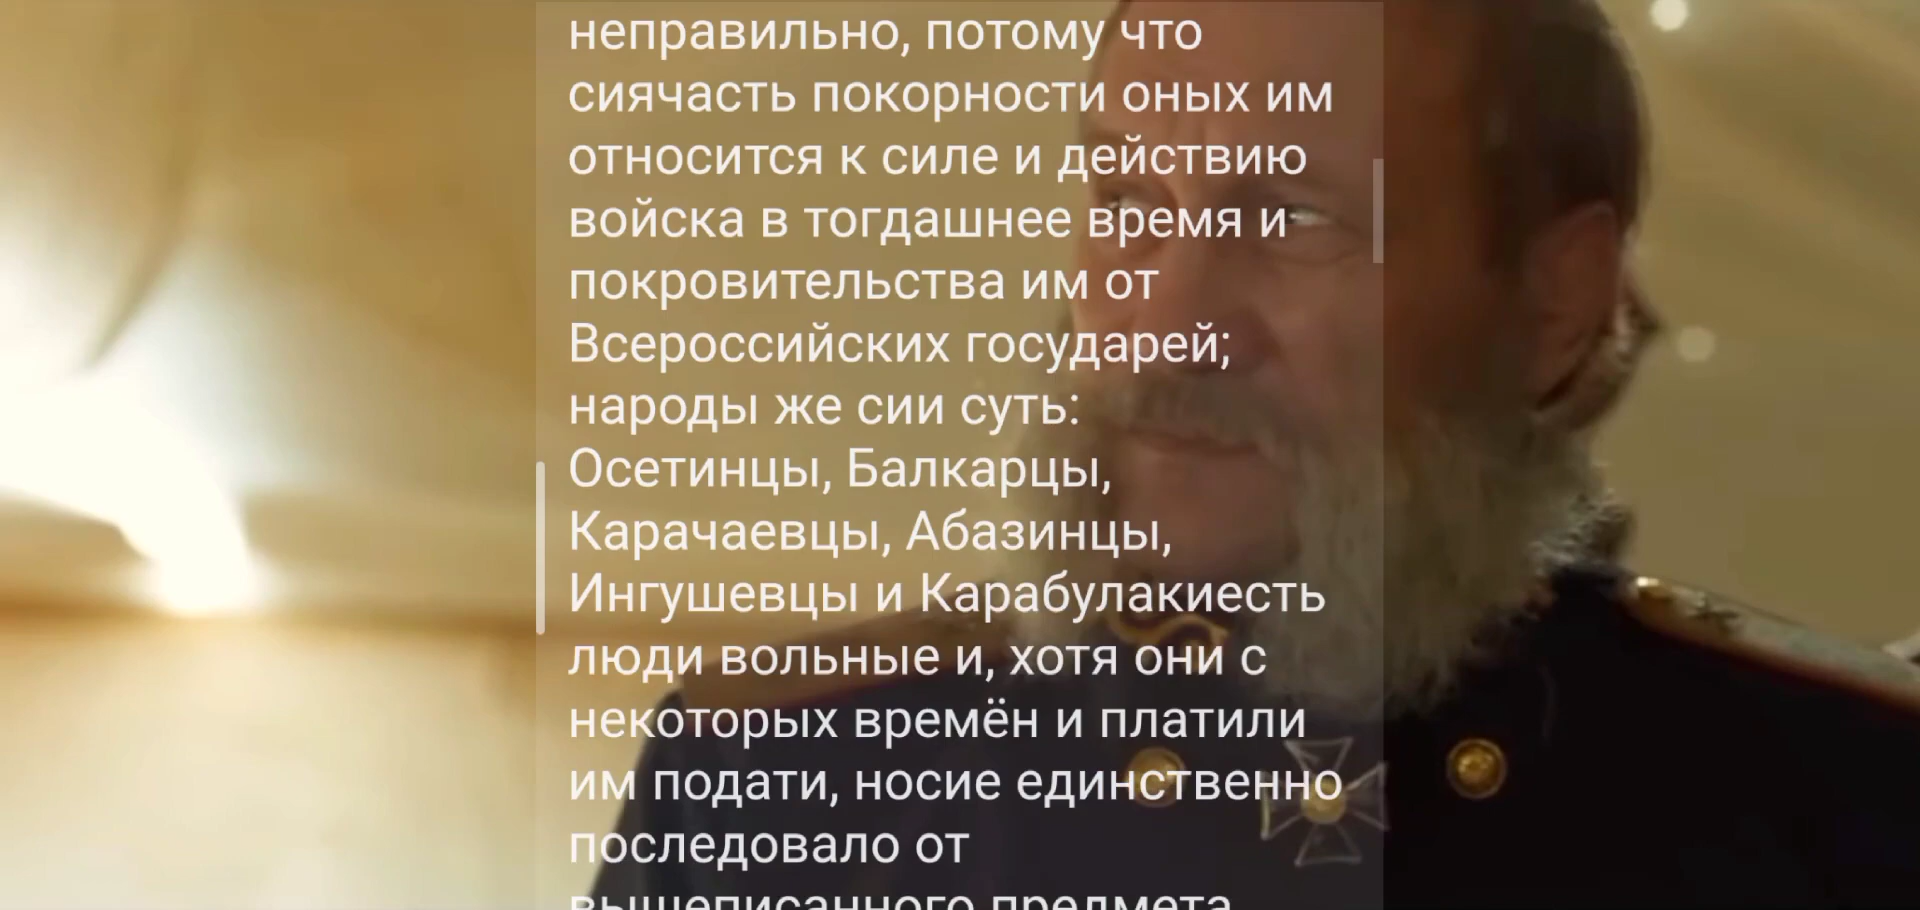 неправильно, потому что
сиячасть покорности оных им
относится к силе и действию
войска в тогдашнее время и
покровительства им от
Всероссийских государей;
народы же сии суть:
Осетинцы, Балкарцы,
Карачаевцы, Абазинцы,
Ингушевцы и Карабулакиесть
люди вольные и, хотя они с
некоторых времён и платили
им подати, носие единственно
последовало от
вышеписанного предмета